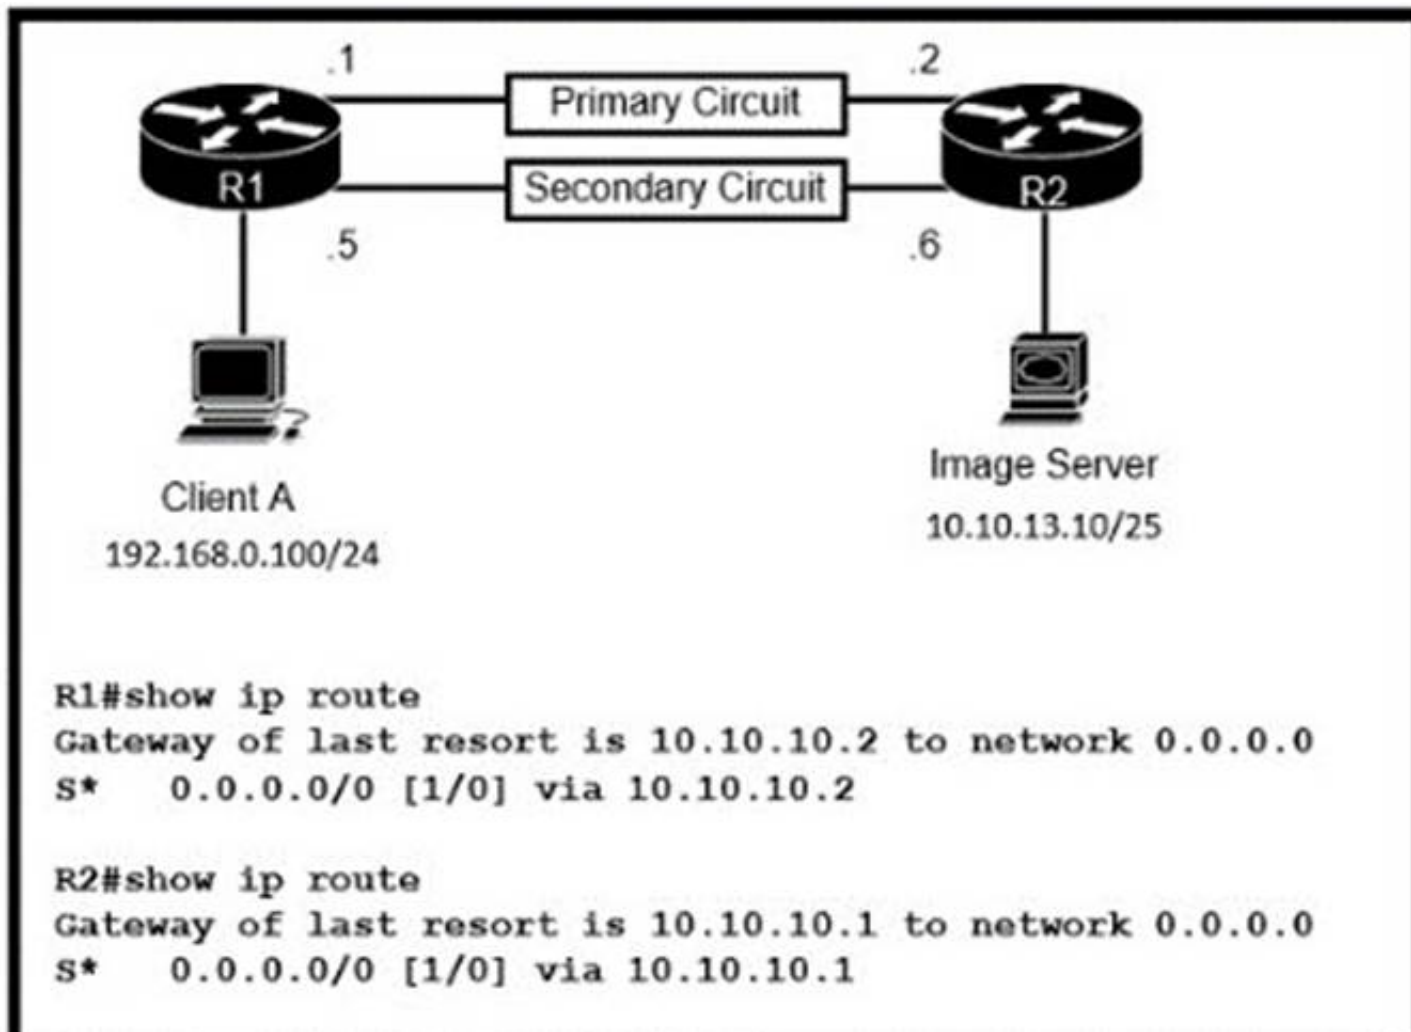 .1
.2
Primary Circuit
Secondary Circuit
R1
R2
.5
.6
Client A
192.168.0.100/24
Image Server
10.10.13.10/25
R1#show ip route
Gateway of last resort is 10.10.10.2 to network 0.0.0.0
S* 0.0.0.0/0 [1/0] via 10.10.10.2
R2#show ip route
Gateway of last resort is 10.10.10.1 to network 0.0.0.0
S* 0.0.0.0/0 [1/0] via 10.10.10.1